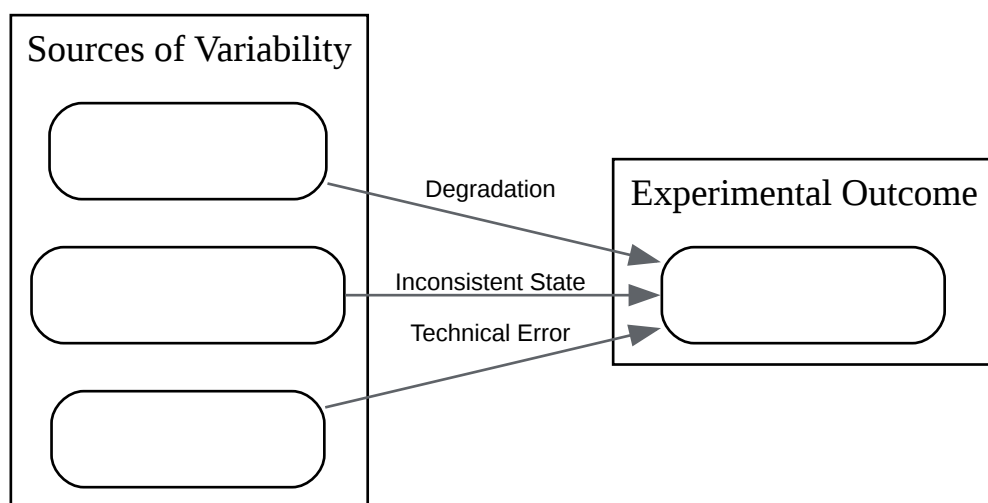 Sources of Variability
Degradation
Experimental Outcome
Inconsistent State
Technical Error